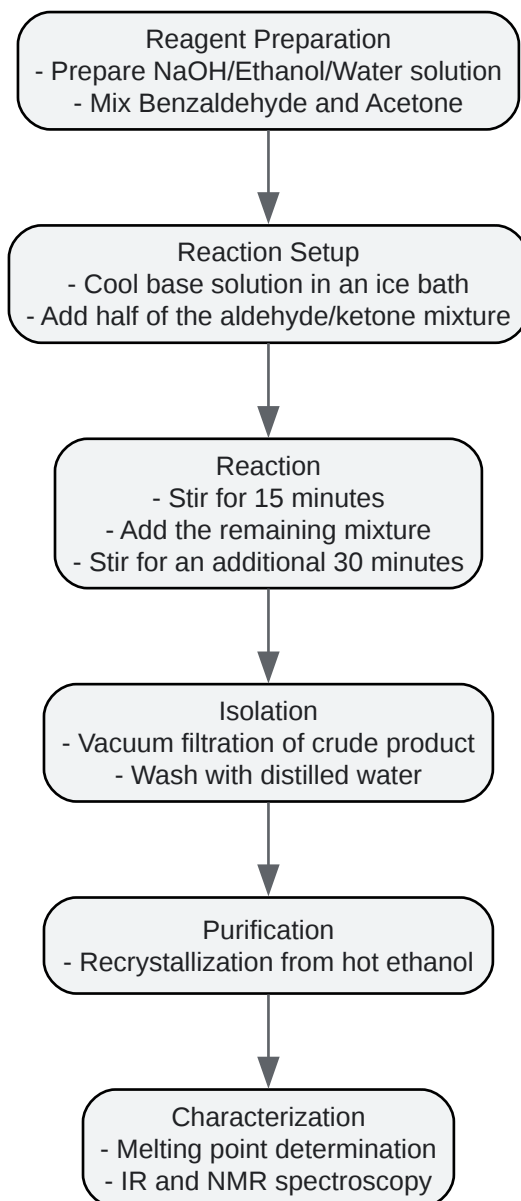 Reagent Preparation
- Prepare NaOH/Ethanol/Water solution
- Mix Benzaldehyde and Acetone
Reaction Setup
- Cool base solution in an ice bath
- Add half of the aldehyde/ketone mixture
Reaction
- Stir for 15 minutes
- Add the remaining mixture
- Stir for an additional 30 minutes
Isolation
- Vacuum filtration of crude product
- Wash with distilled water
Purification
- Recrystallization from hot ethanol
Characterization
- Melting point determination
- IR and NMR spectroscopy